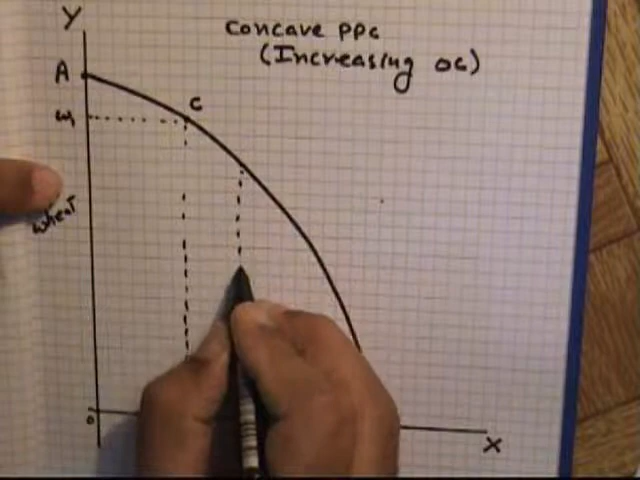 Y
Concave PPC
(Increasing OC)
A
C
W₁
wheat
0
X